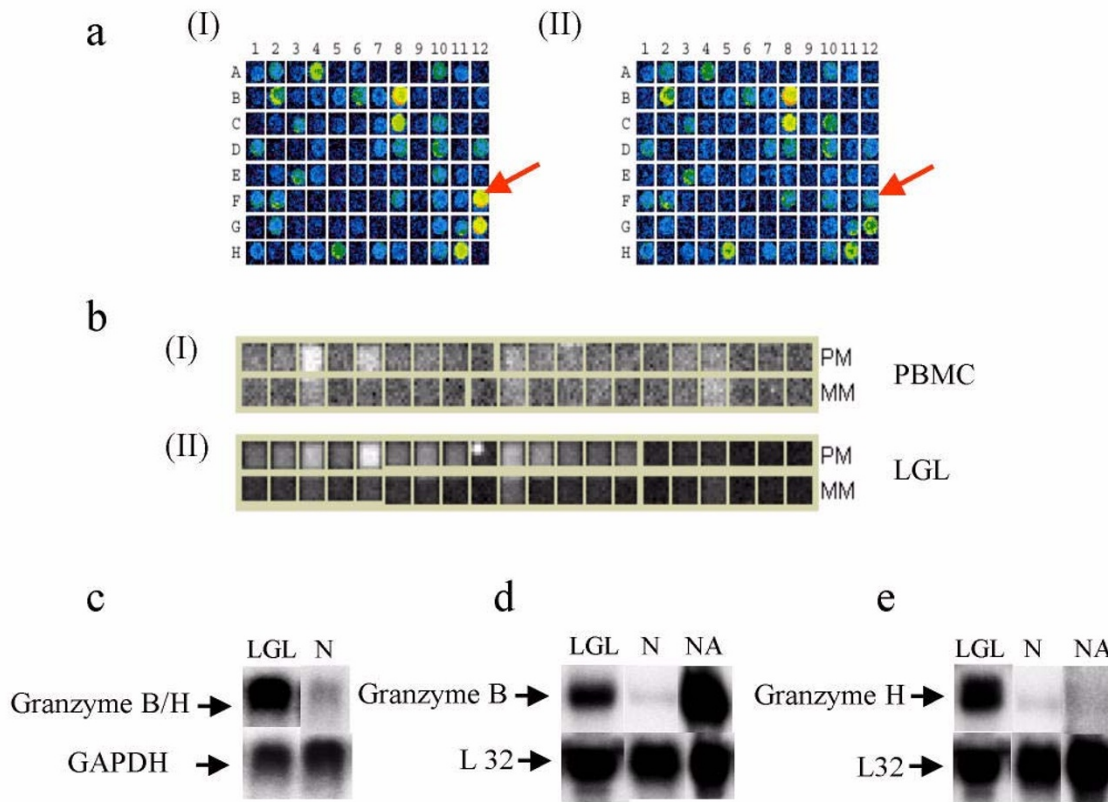 a
(I)
1 2 3 4 5 6 7 8 9 10 11 12
A
B
C
D
E
F
G
H
(II)
1 2 3 4 5 6 7 8 9 10 11 12
A
B
C
D
E
F
G
H
b
(I)
PM
MM
PBMC
(II)
PM
MM
LGL
c
LGL N
Granzyme B/H
GAPDH
d
LGL N NA
Granzyme B
L 32
e
LGL N NA
Granzyme H
L32